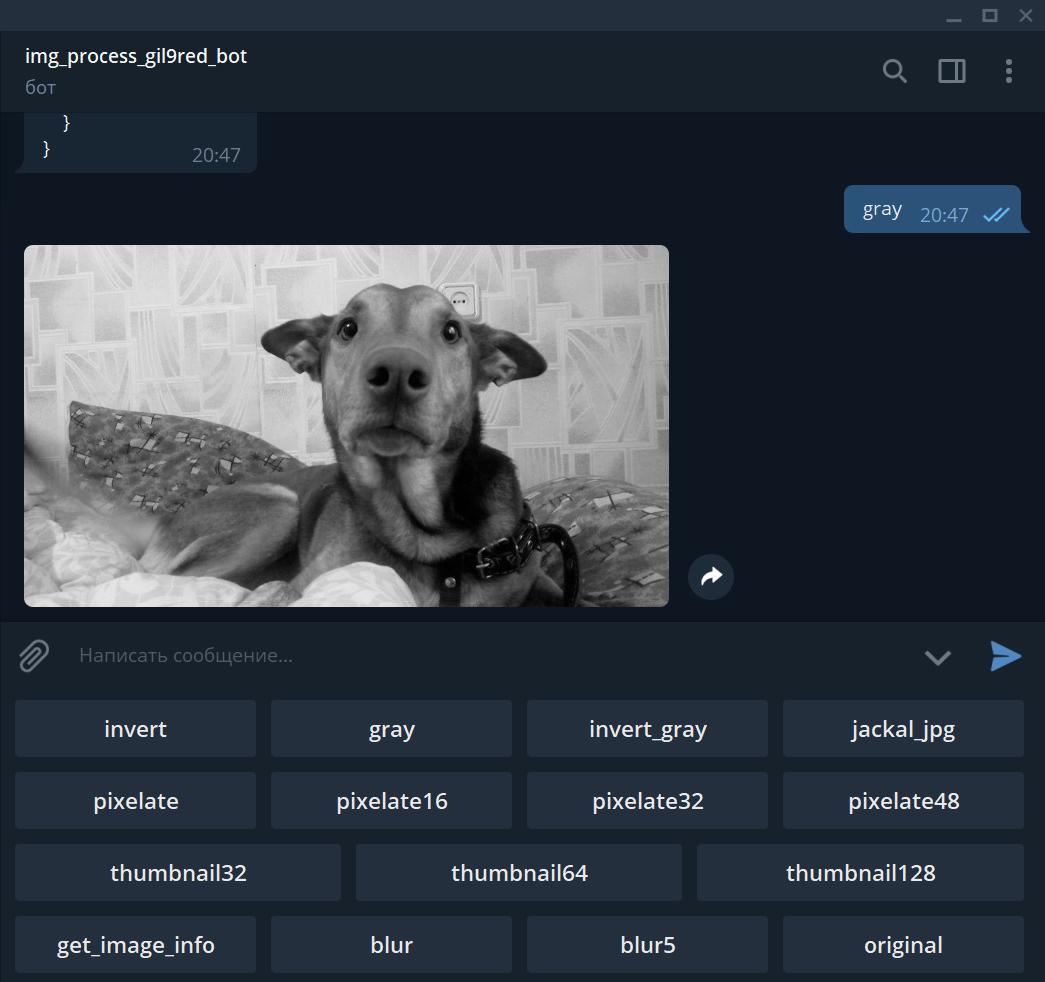 img_process_gil9red_bot
бот
}
}
20:47
gray 20:47
Написать сообщение...
invert gray invert_gray jackal_jpg
pixelate pixelate16 pixelate32 pixelate48
thumbnail32 thumbnail64 thumbnail128
get_image_info blur blur5 original